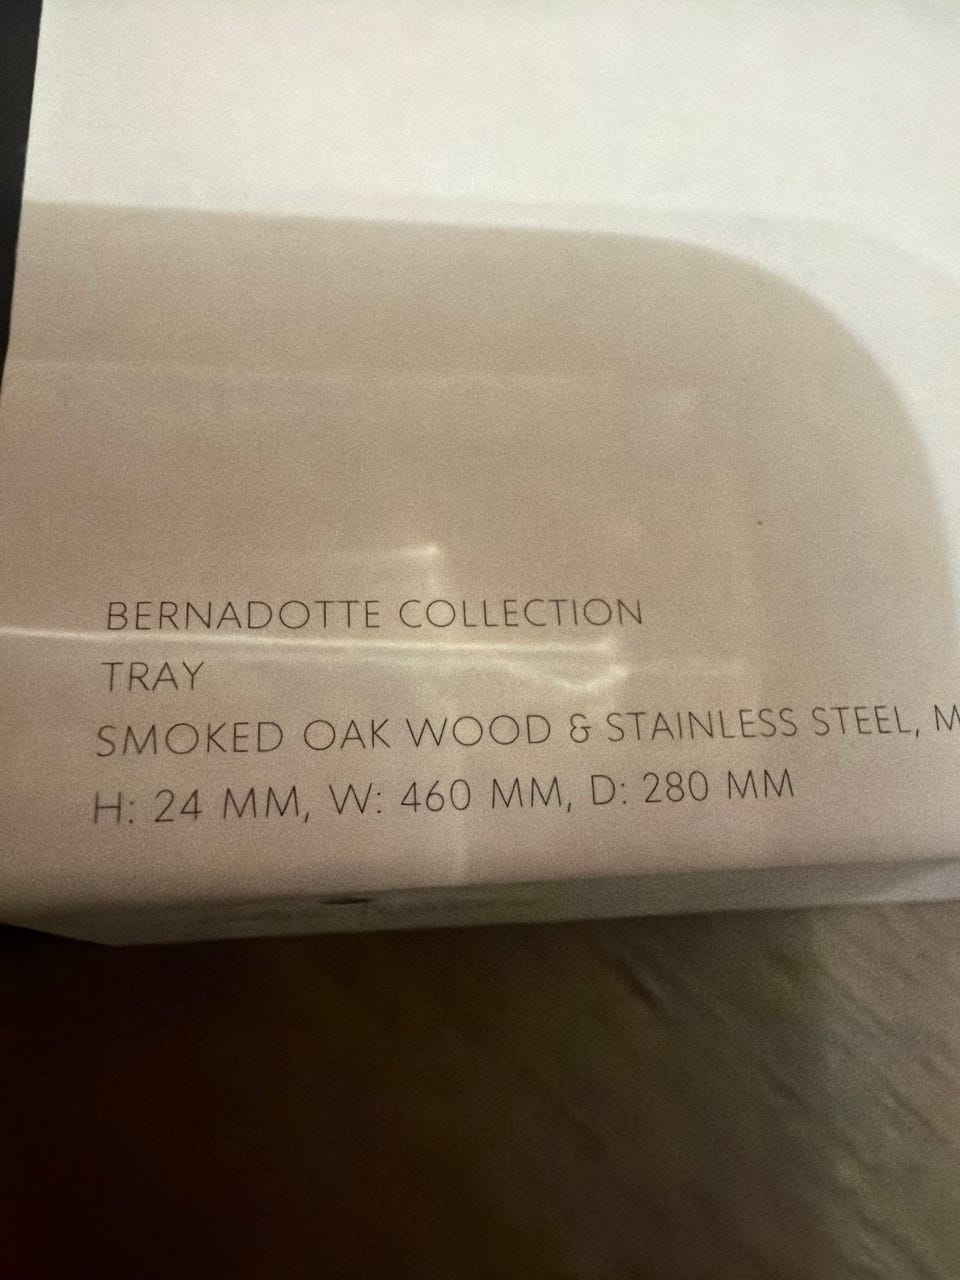 BERNADOTTE COLLECTION
TRAY
SMOKED OAK WOOD & STAINLESS STEEL, M
H: 24 MM, W: 460 MM, D: 280 MM